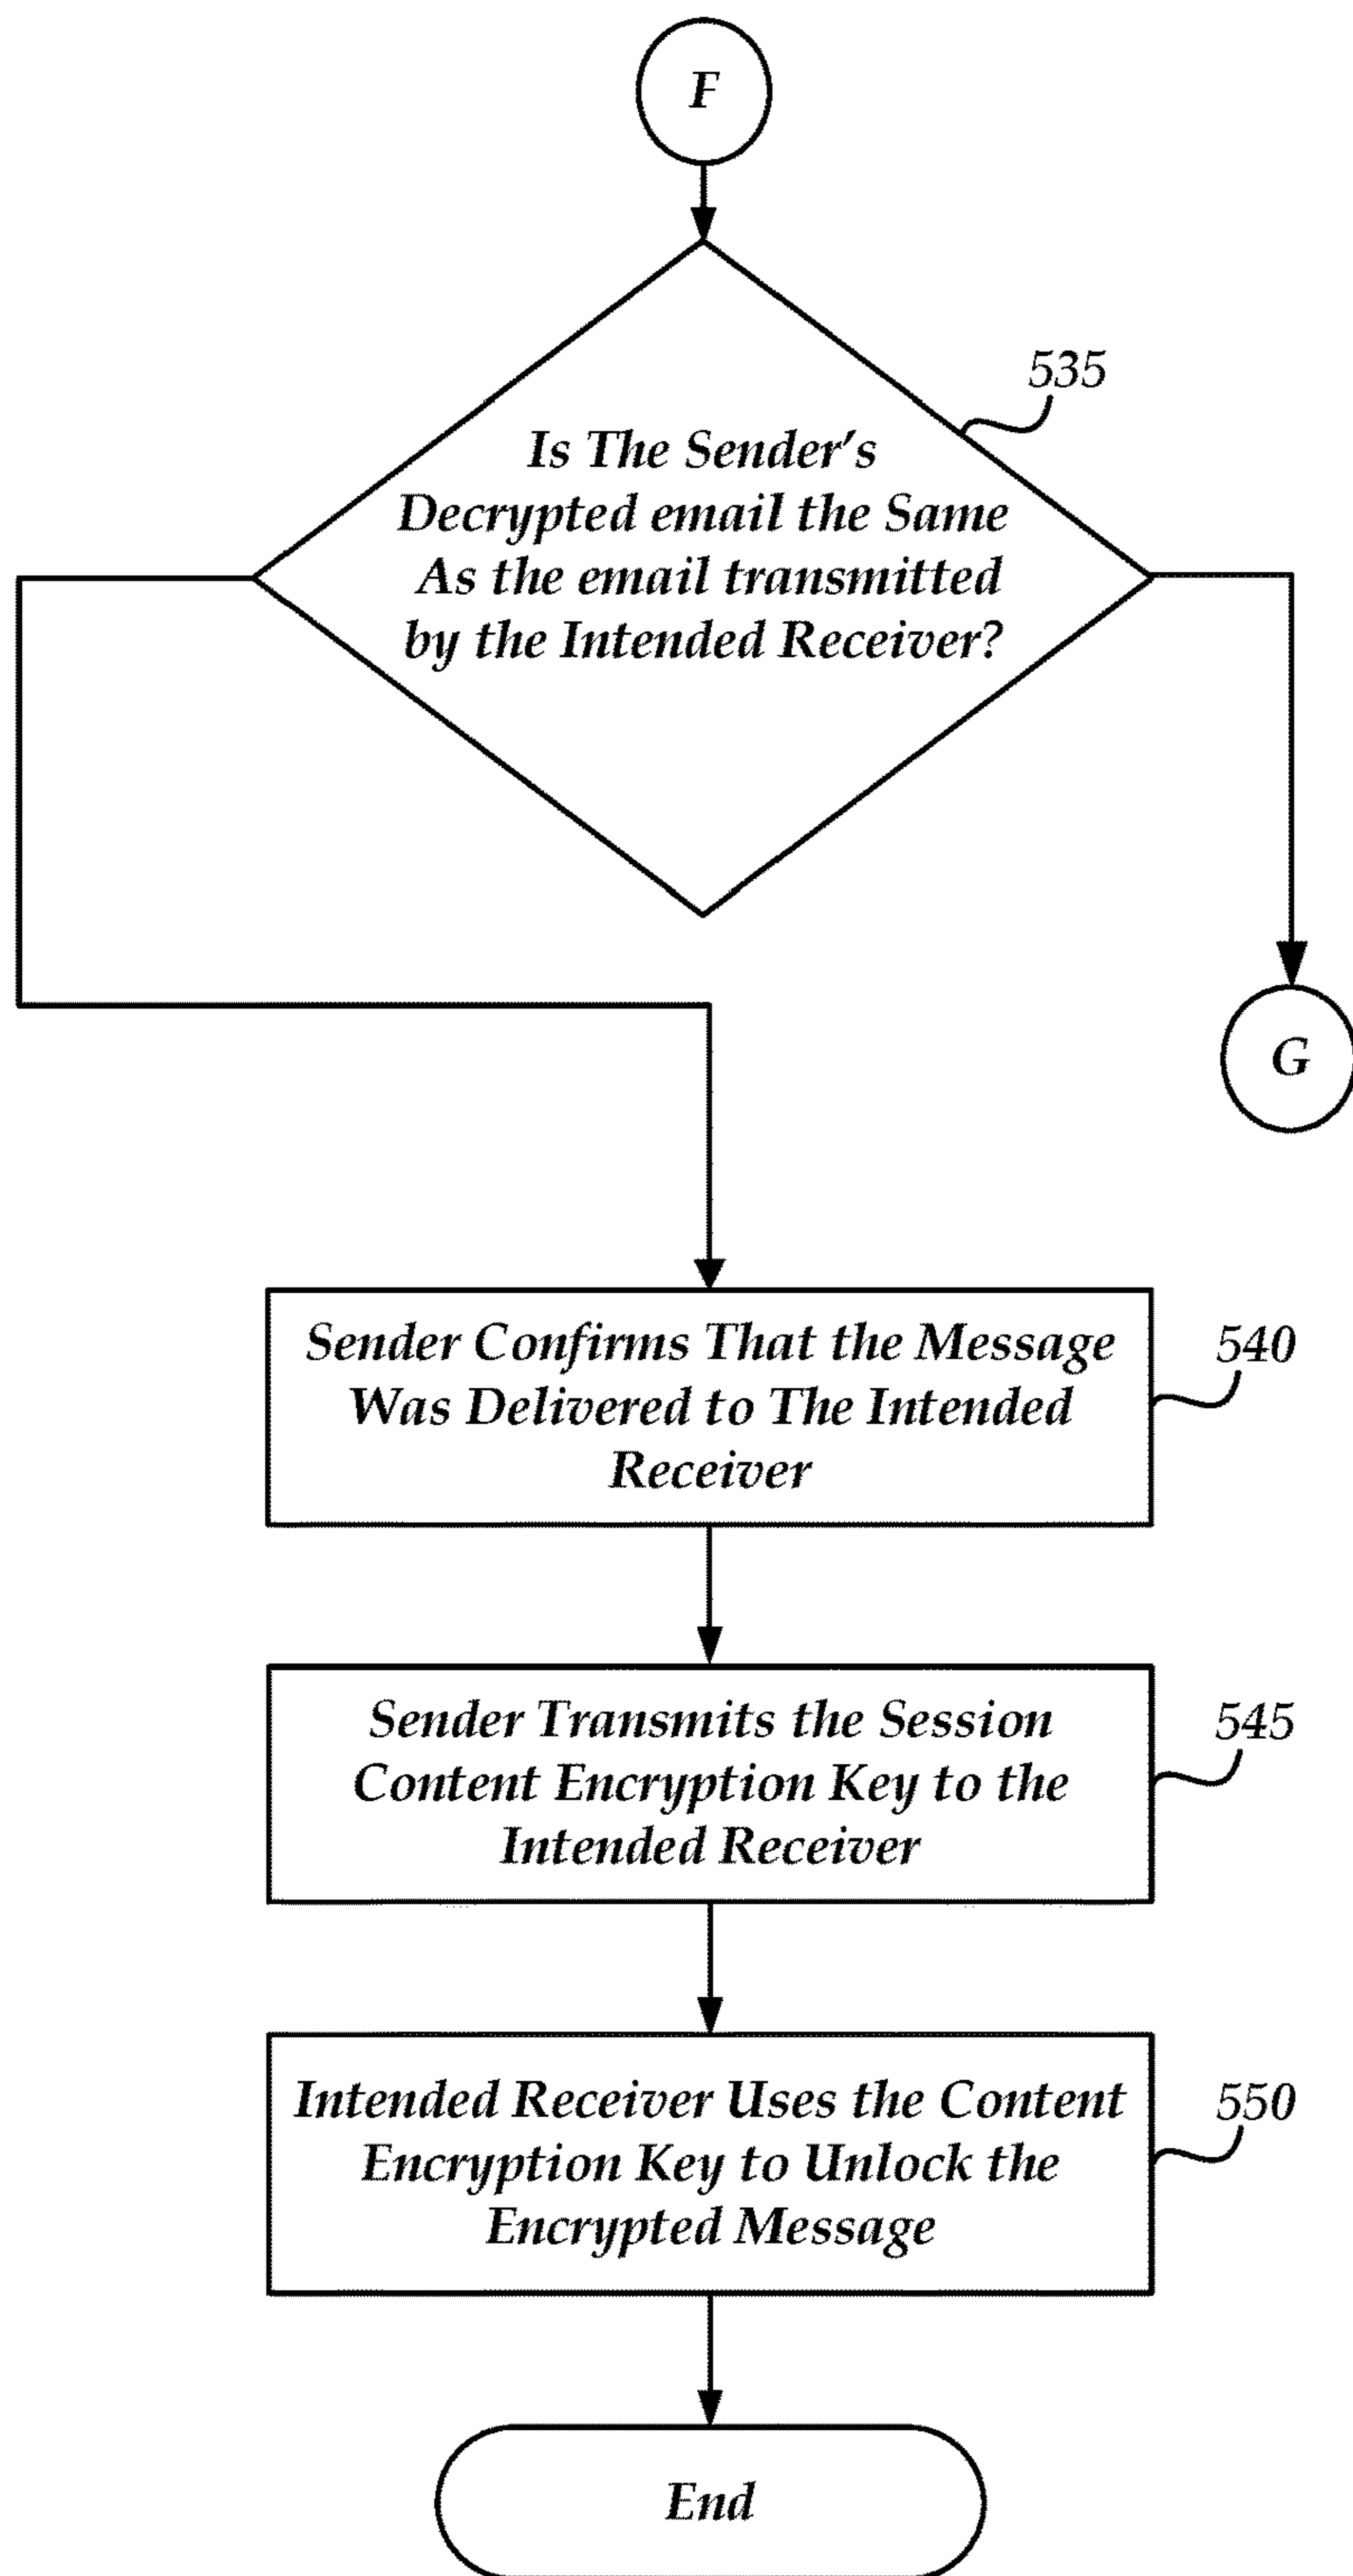 F
535
Is The Sender's
Decrypted email the Same
As the email transmitted
by the Intended Receiver?
G
Sender Confirms That the Message
Was Delivered to The Intended
Receiver
540
Sender Transmits the Session
Content Encryption Key to the
Intended Receiver
545
Intended Receiver Uses the Content
Encryption Key to Unlock the
Encrypted Message
550
End